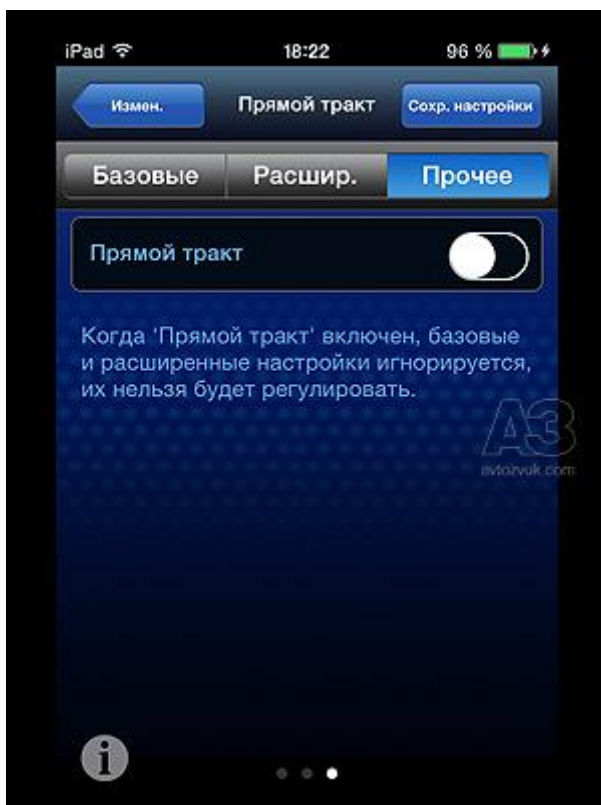 iPad 18:22 96 %
Измен. Прямой тракт Сохр. настройки
Базовые Расшир. Прочее
Прямой тракт
Когда 'Прямой тракт' включен, базовые
и расширенные настройки игнорируется,
их нельзя будет регулировать.
АЗ
avtozvuk.com
i